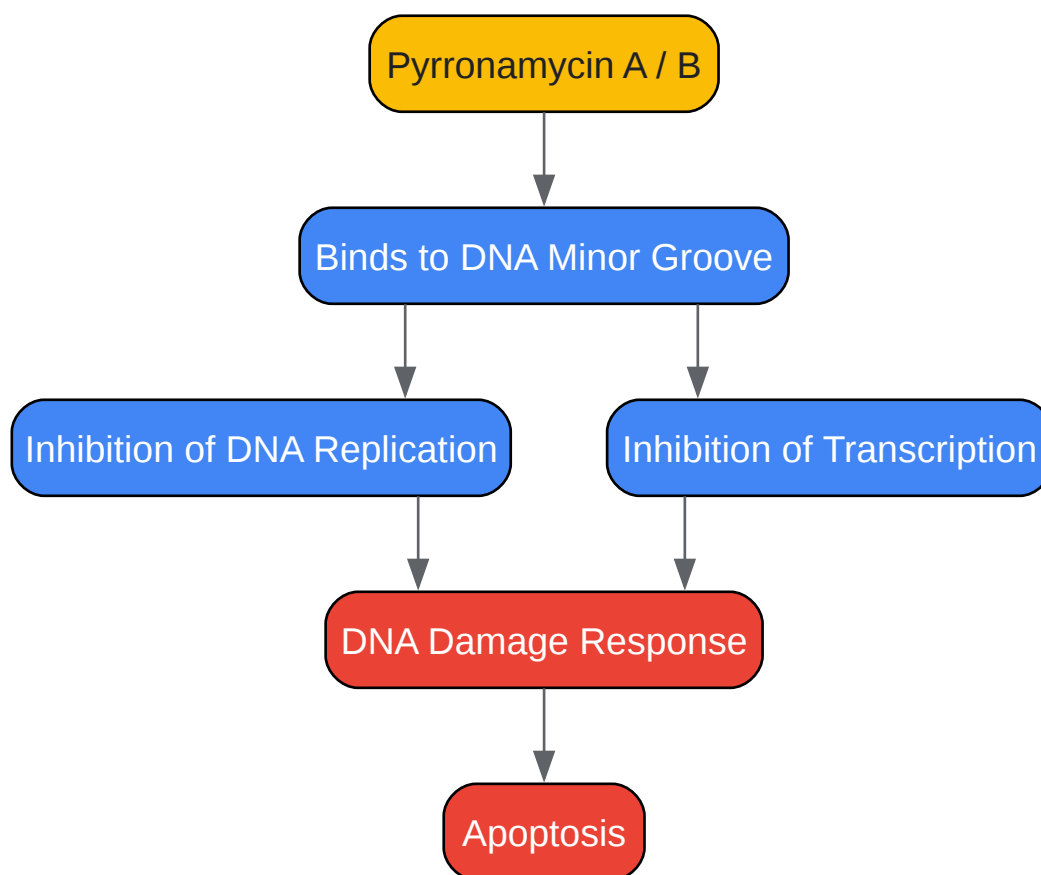 Pyrronamycin A / B
Binds to DNA Minor Groove
Inhibition of DNA Replication
Inhibition of Transcription
DNA Damage Response
Apoptosis